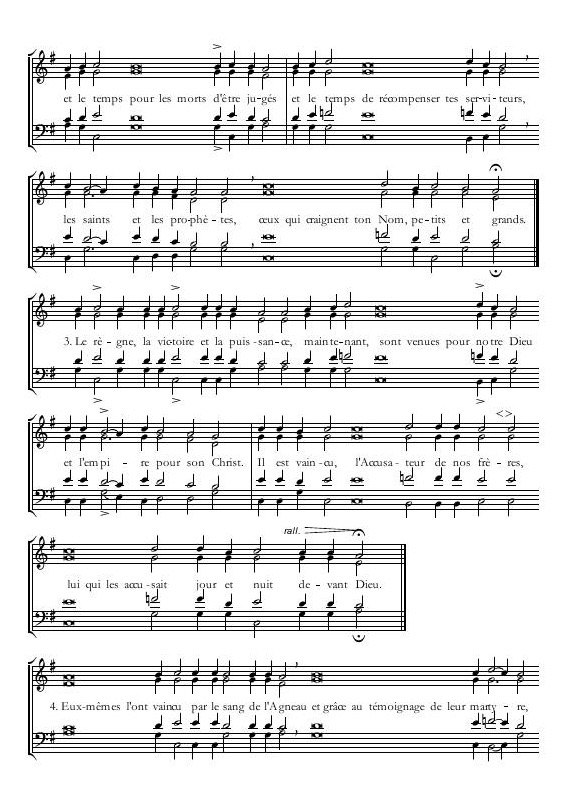 et le temps pour les morts d'être ju-gés et le temps de récompenser tes ser-vi-teurs,
les saints et les pro-phè-tes, ceux qui craignent ton Nom, pe-tits et grands.
3. Le rè-gne, la victoire et la puis-san-ce, mainte-nant, sont venues pour notre Dieu
et l'empi-re pour son Christ. Il est vain-cu, l'Accusa-teur de nos frè-res,
rall.
lui qui les accu-sait jour et nuit de-vant Dieu.
4. Eux-mêmes l'ont vaincu par le sang de l'Agneau et grâce au témoignage de leur marty-re,